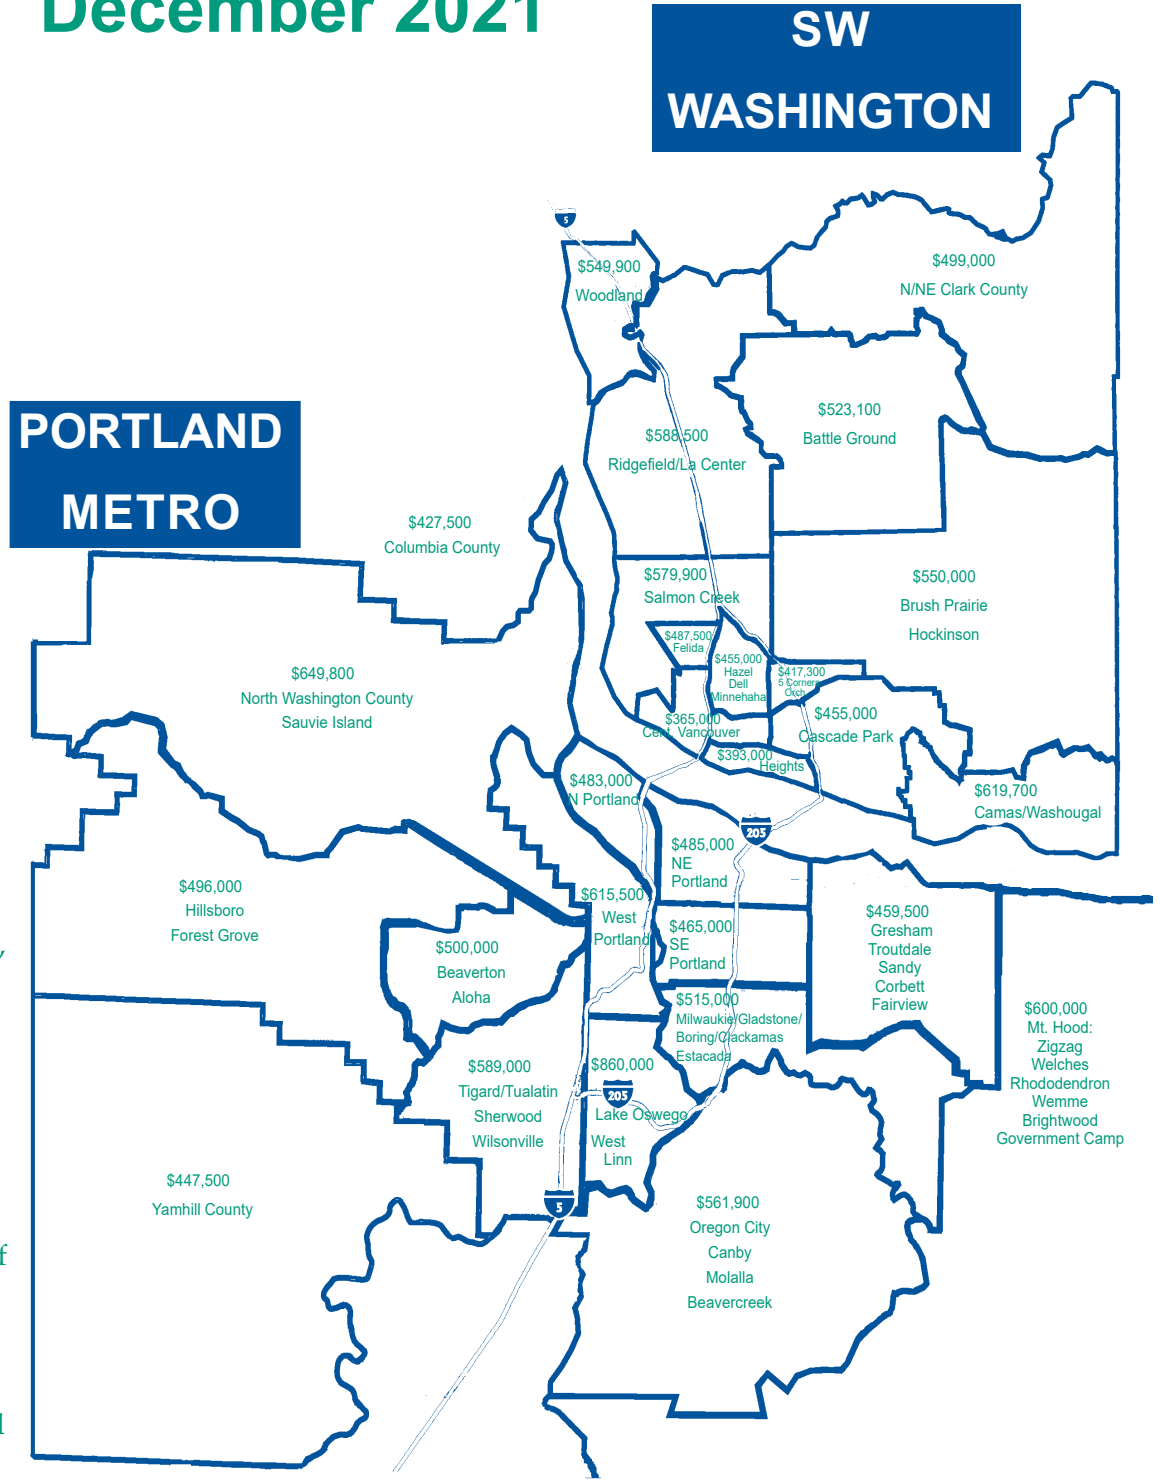 December 2021
SW
WASHINGTON
5
$499,000
N/NE Clark County
$549,900
Woodland
PORTLAND
METRO
$523,100
Battle Ground
$588,500
Ridgefield/La Center
$427,500
Columbia County
$579,900
Salmon Creek
$550,000
Brush Prairie
Hockinson
$487,500
Felida
$455,000
Hazel
Dell
Minnehaha
$417,300
5 Corners
Orch
$649,800
North Washington County
Sauvie Island
$365,000
Cent. Vancouver
$455,000
Cascade Park
$393,000
Heights
$483,000
N Portland
$619,700
Camas/Washougal
205
$485,000
NE
Portland
$496,000
Hillsboro
Forest Grove
$615,500
West
Portland
$465,000
SE
Portland
$459,500
Gresham
Troutdale
Sandy
Corbett
Fairview
$500,000
Beaverton
Aloha
$515,000
Milwaukie/Gladstone/
Boring/Clackamas
Estacada
$600,000
Mt. Hood:
Zigzag
Welches
Rhododendron
Wemme
Brightwood
Government Camp
$589,000
Tigard/Tualatin
Sherwood
Wilsonville
$860,000
205
Lake Oswego
West
Linn
$447,500
Yamhill County
5
$561,900
Oregon City
Canby
Molalla
Beavercreek
f